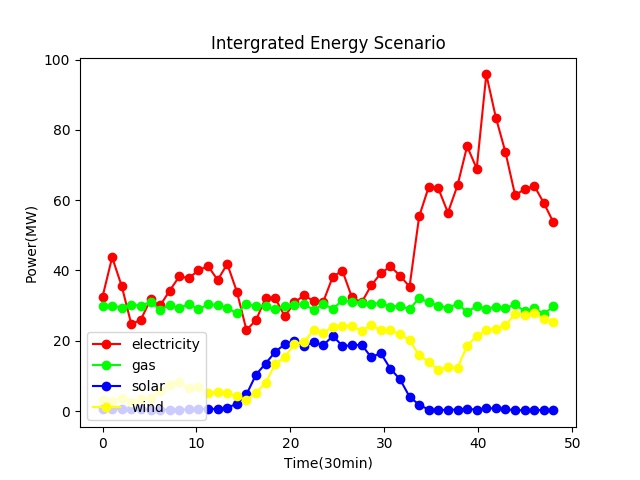 Intergrated Energy Scenario
Power(MW)
100
80
60
40
20
0
electricity
gas
solar
wind
0 10 20 30 40 50
Time(30min)